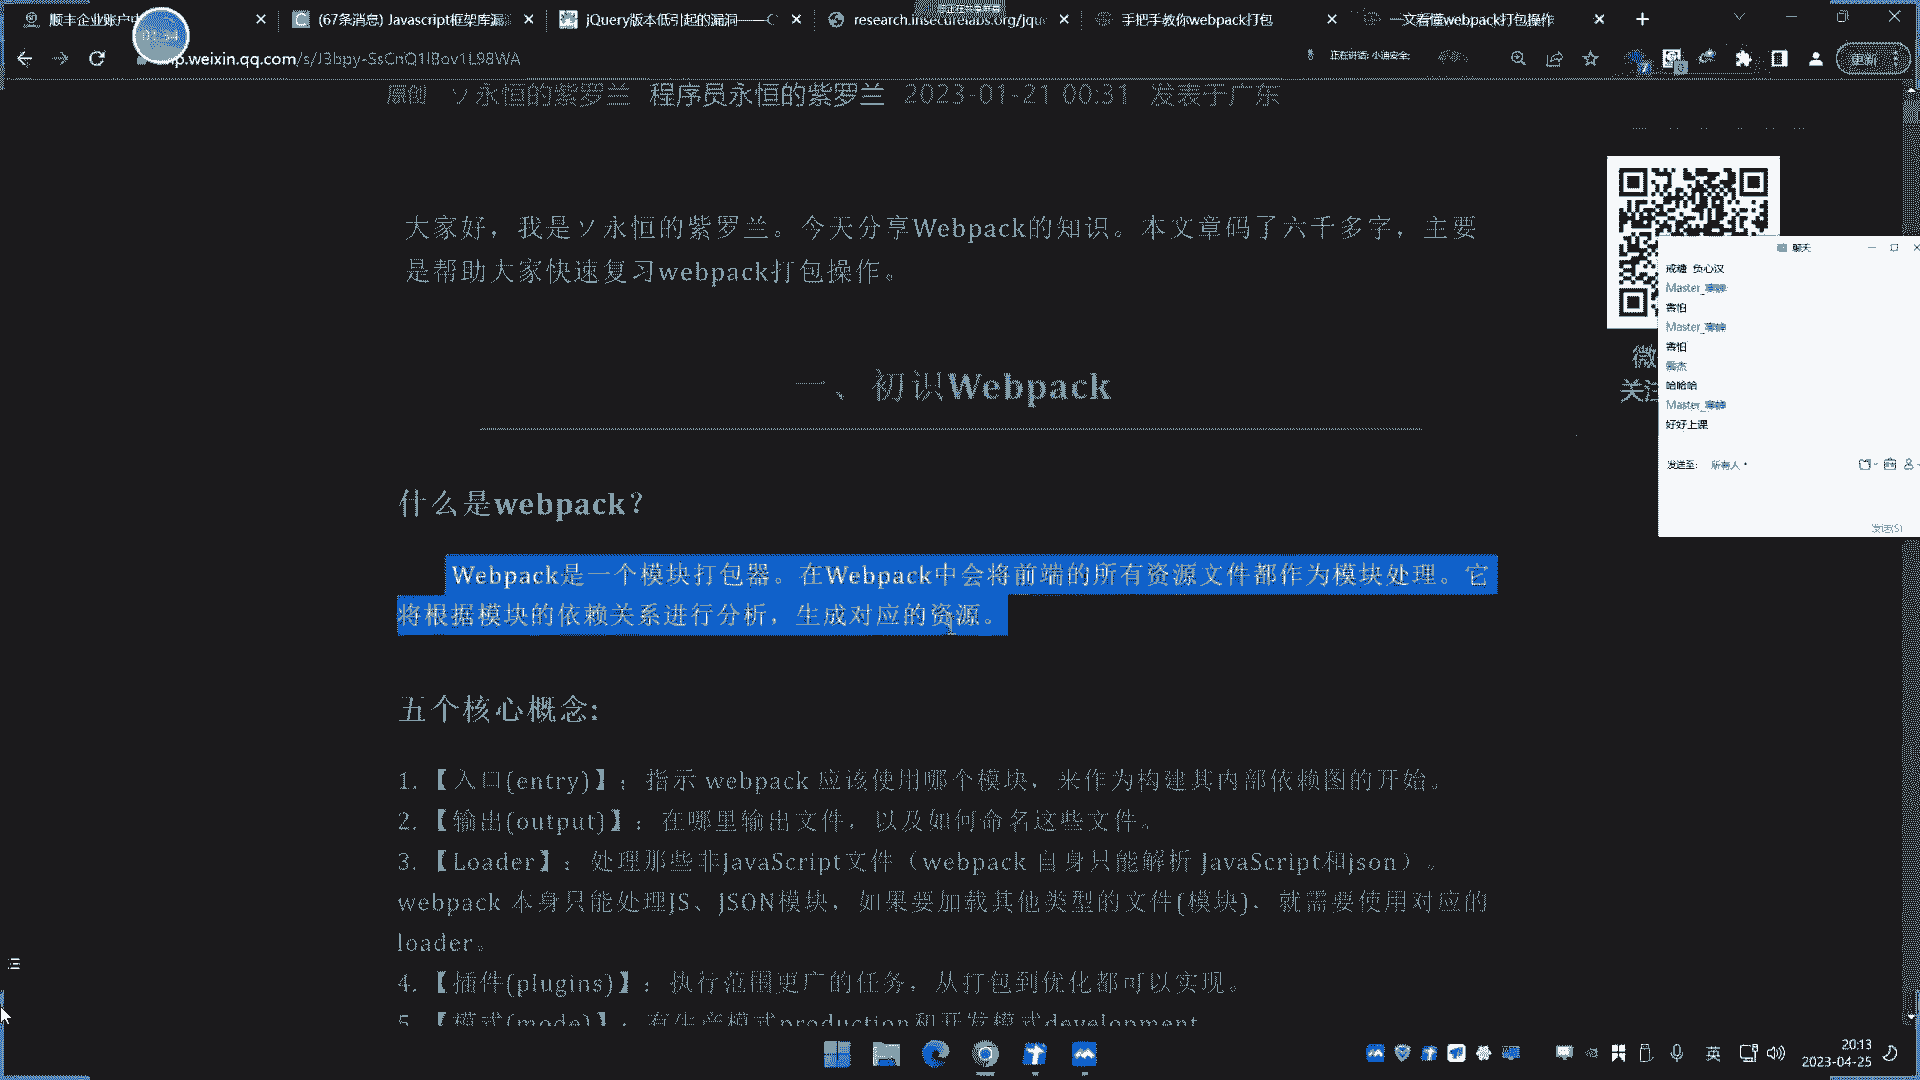 顺丰企业账户中
(67条消息) Javascript框架库漏
jQuery版本低引起的漏洞——C
research.insecurelabs.org/jqu
手把手教你webpack打包
一文看懂webpack打包操作
p.weixin.qq.com/s/J3bpy-SsCnQ1IBov1L98WA
正在讲话: 小迪安全;
更新
原创 ソ永恒的紫罗兰 程序员永恒的紫罗兰 2023-01-21 00:31 发表于广东
大家好，我是ソ永恒的紫罗兰。今天分享Webpack的知识。本文章码了六千多字，主要
是帮助大家快速复习webpack打包操作。
一、初识Webpack
什么是webpack？
Webpack是一个模块打包器。在Webpack中会将前端的所有资源文件都作为模块处理。它
将根据模块的依赖关系进行分析，生成对应的资源。
五个核心概念:
1. 【入口(entry)】：指示 webpack 应该使用哪个模块，来作为构建其内部依赖图的开始。
2. 【输出(output)】：在哪里输出文件，以及如何命名这些文件。
3. 【Loader】：处理那些非JavaScript文件（webpack 自身只能解析 JavaScript和json）。
webpack 本身只能处理JS、JSON模块，如果要加载其他类型的文件(模块)，就需要使用对应的
loader。
4. 【插件(plugins)】：执行范围更广的任务，从打包到优化都可以实现。
5. 【模式(mode)】：有生产模式production和开发模式development
微
关注
聊天
戒糖 负心汉
Master_
害怕
Master_
害怕
杰
哈哈哈
Master_
好好上课
发送至: 所有人
发送(S)
英
20:13
2023-04-25